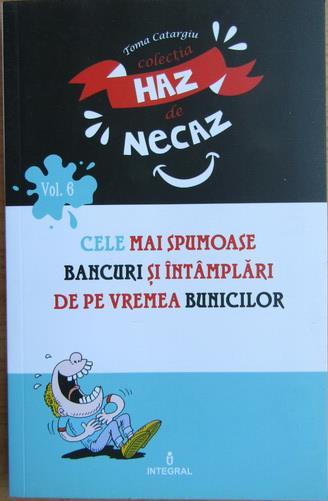 Toma Catargiu
colecția
HAZ
de
NECAZ
Vol. 6
CELE MAI SPUMOASE
BANCURI ȘI ÎNTÂMPLĂRI
DE PE VREMEA BUNICILOR
INTEGRAL